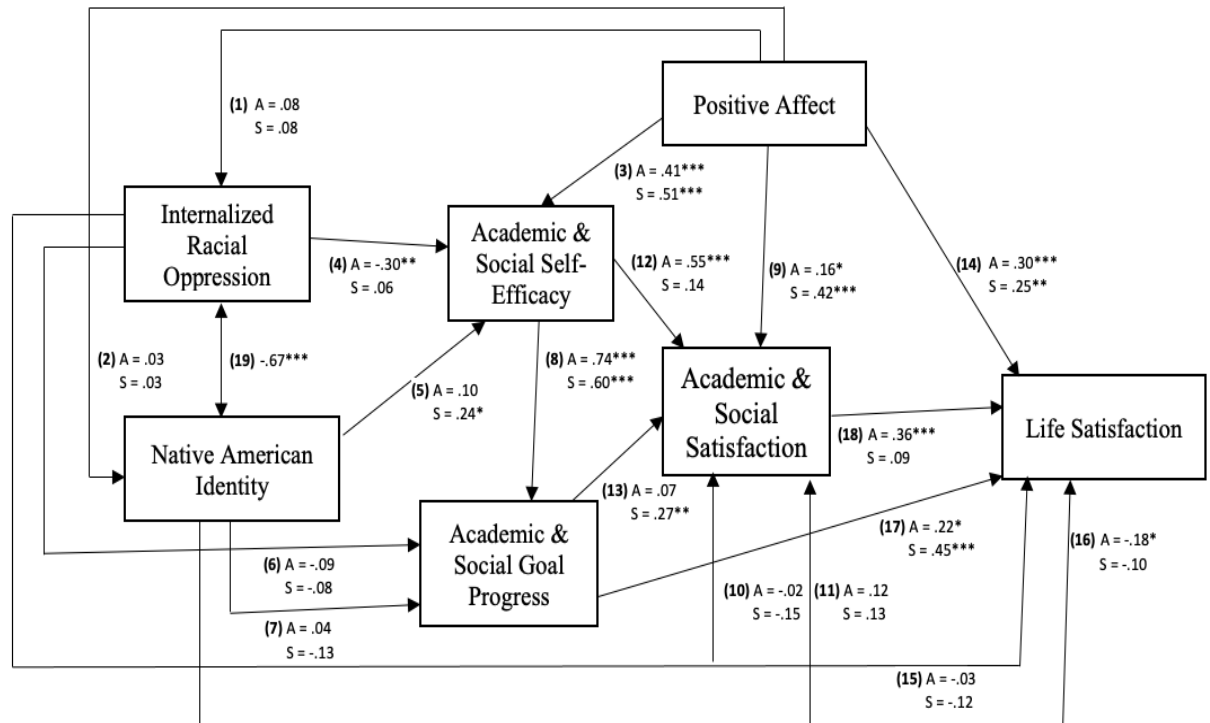 Positive Affect
(1) A = .08
S = .08
Internalized
Racial
Oppression
(3) A = .41***
S = .51***
Academic &
Social Self-
Efficacy
(4) A = -.30**
S = .06
(12) A = .55***
S = .14
(9) A = .16*
S = .42***
(14) A = .30***
S = .25**
(2) A = .03
S = .03
(19) -.67***
(5) A = .10
S = .24*
(8) A = .74***
S = .60***
Academic &
Social
Satisfaction
Life Satisfaction
(18) A = .36***
S = .09
Native American
Identity
(13) A = .07
S = .27**
Academic &
Social Goal
Progress
(17) A = .22*
S = .45***
(16) A = -.18*
S = -.10
(6) A = -.09
S = -.08
(10) A = -.02
S = -.15
(11) A = .12
S = .13
(7) A = .04
S = -.13
(15) A = -.03
S = -.12